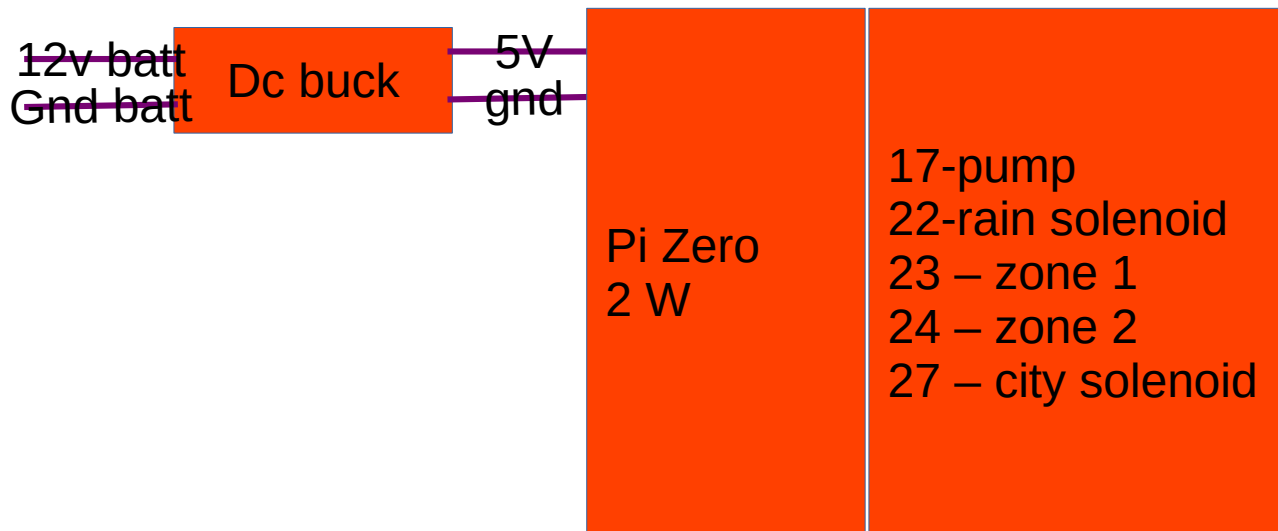 12v batt
Gnd batt
Dc buck
5V
gnd
Pi Zero
2 W
17-pump
22-rain solenoid
23 – zone 1
24 – zone 2
27 – city solenoid